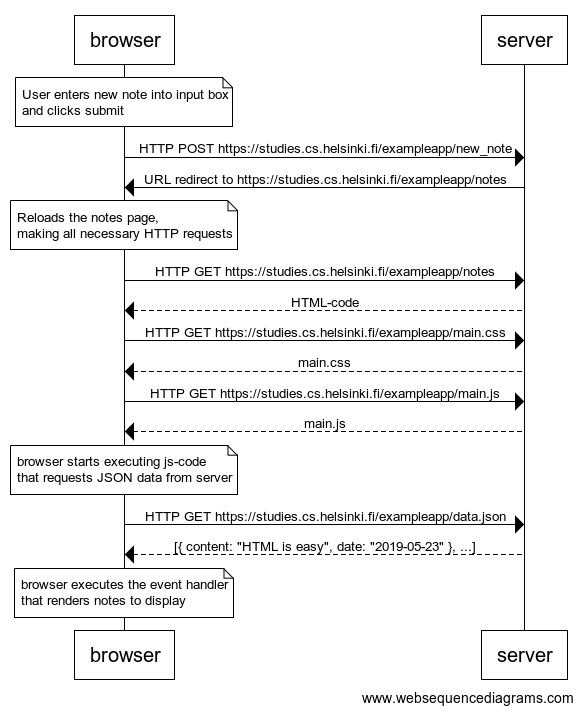 browser
server
User enters new note into input box
and clicks submit
HTTP POST https://studies.cs.helsinki.fi/exampleapp/new_note
URL redirect to https://studies.cs.helsinki.fi/exampleapp/notes
Reloads the notes page,
making all necessary HTTP requests
HTTP GET https://studies.cs.helsinki.fi/exampleapp/notes
HTML-code
HTTP GET https://studies.cs.helsinki.fi/exampleapp/main.css
main.css
HTTP GET https://studies.cs.helsinki.fi/exampleapp/main.js
main.js
browser starts executing js-code
that requests JSON data from server
HTTP GET https://studies.cs.helsinki.fi/exampleapp/data.json
[{ content: "HTML is easy", date: "2019-05-23" }, ...]
browser executes the event handler
that renders notes to display
browser
server
www.websequencediagrams.com